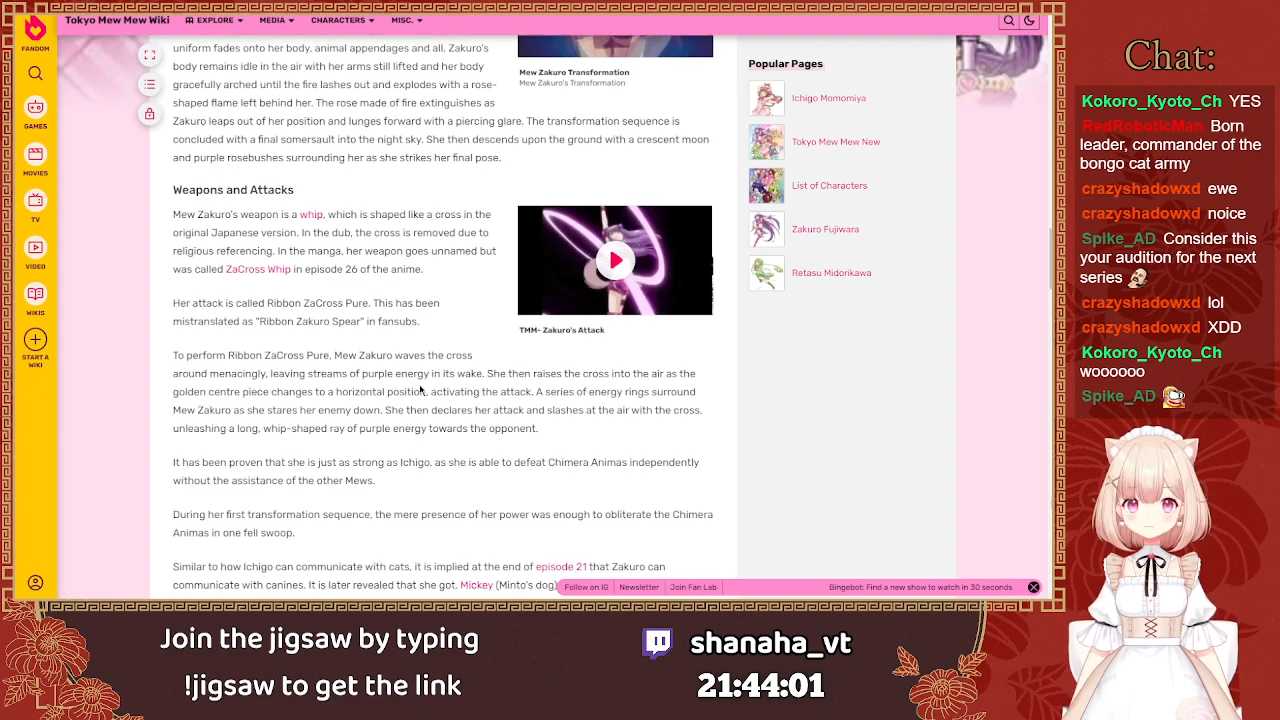 Tokyo Mew Mew Wiki
EXPLORE
MEDIA
CHARACTERS
MISC.
FANDOM
GAMES
MOVIES
TV
VIDEO
WIKIS
START A
WIKI
uniform fades onto her body, animal appendages and all. Zakuro's
body remains idle in the air with her arms still lifted and her body
gracefully arched until the fire lashes out and explodes with a rose-
shaped flame left behind her. The rose made of fire extinguishes as
Zakuro leaps out of her position and lunges forward with a piercing glare. The transformation sequence is
concluded with a final somersault into the night sky. She then descends upon the ground with a crescent moon
and purple rosebushes surrounding her as she strikes her final pose.
Mew Zakuro Transformation
Mew Zakuro's Transformation
Weapons and Attacks
Mew Zakuro's weapon is a whip, which is shaped like a cross in the
original Japanese version. In the dub, the cross is removed due to
religious referencing. In the manga, her weapon goes unnamed but
was called ZaCross Whip in episode 26 of the anime.
Her attack is called Ribbon ZaCross Pure. This has been
mistranslated as "Ribbon Zakuro Spear" in fansubs.
TMM- Zakuro's Attack
To perform Ribbon ZaCross Pure, Mew Zakuro waves the cross
around menacingly, leaving streams of purple energy in its wake. She then raises the cross into the air as the
golden centre piece changes to a horizontal position, activating the attack. A series of energy rings surround
Mew Zakuro as she stares her enemy down. She then declares her attack and slashes at the air with the cross,
unleashing a long, whip-shaped ray of purple energy towards the opponent.
It has been proven that she is just as strong as Ichigo, as she is able to defeat Chimera Animas independently
without the assistance of the other Mews.
During her first transformation sequence, the mere presence of her power was enough to obliterate the Chimera
Animas in one fell swoop.
Similar to how Ichigo can communicate with cats, it is implied at the end of episode 21 that Zakuro can
communicate with canines. It is later revealed that she got. Mickey (Minto's dog)
Popular Pages
Ichigo Momomiya
Tokyo Mew Mew New
List of Characters
Zakuro Fujiwara
Retasu Midorikawa
Follow on IG
Newsletter
Join Fan Lab
Bingebot: Find a new show to watch in 30 seconds
Chat:
Kokoro_Kyoto_Ch YES
RedRoboticMan Born
leader, commander of the
bongo cat army
crazyshadowxd ewe
crazyshadowxd noice
Spike_AD Consider this
your audition for the next
series
crazyshadowxd lol
crazyshadowxd XDD
Kokoro_Kyoto_Ch
woooooo
Spike_AD
Join the jigsaw by typing
!jigsaw to get the link
shanaha_vt
21:44:01